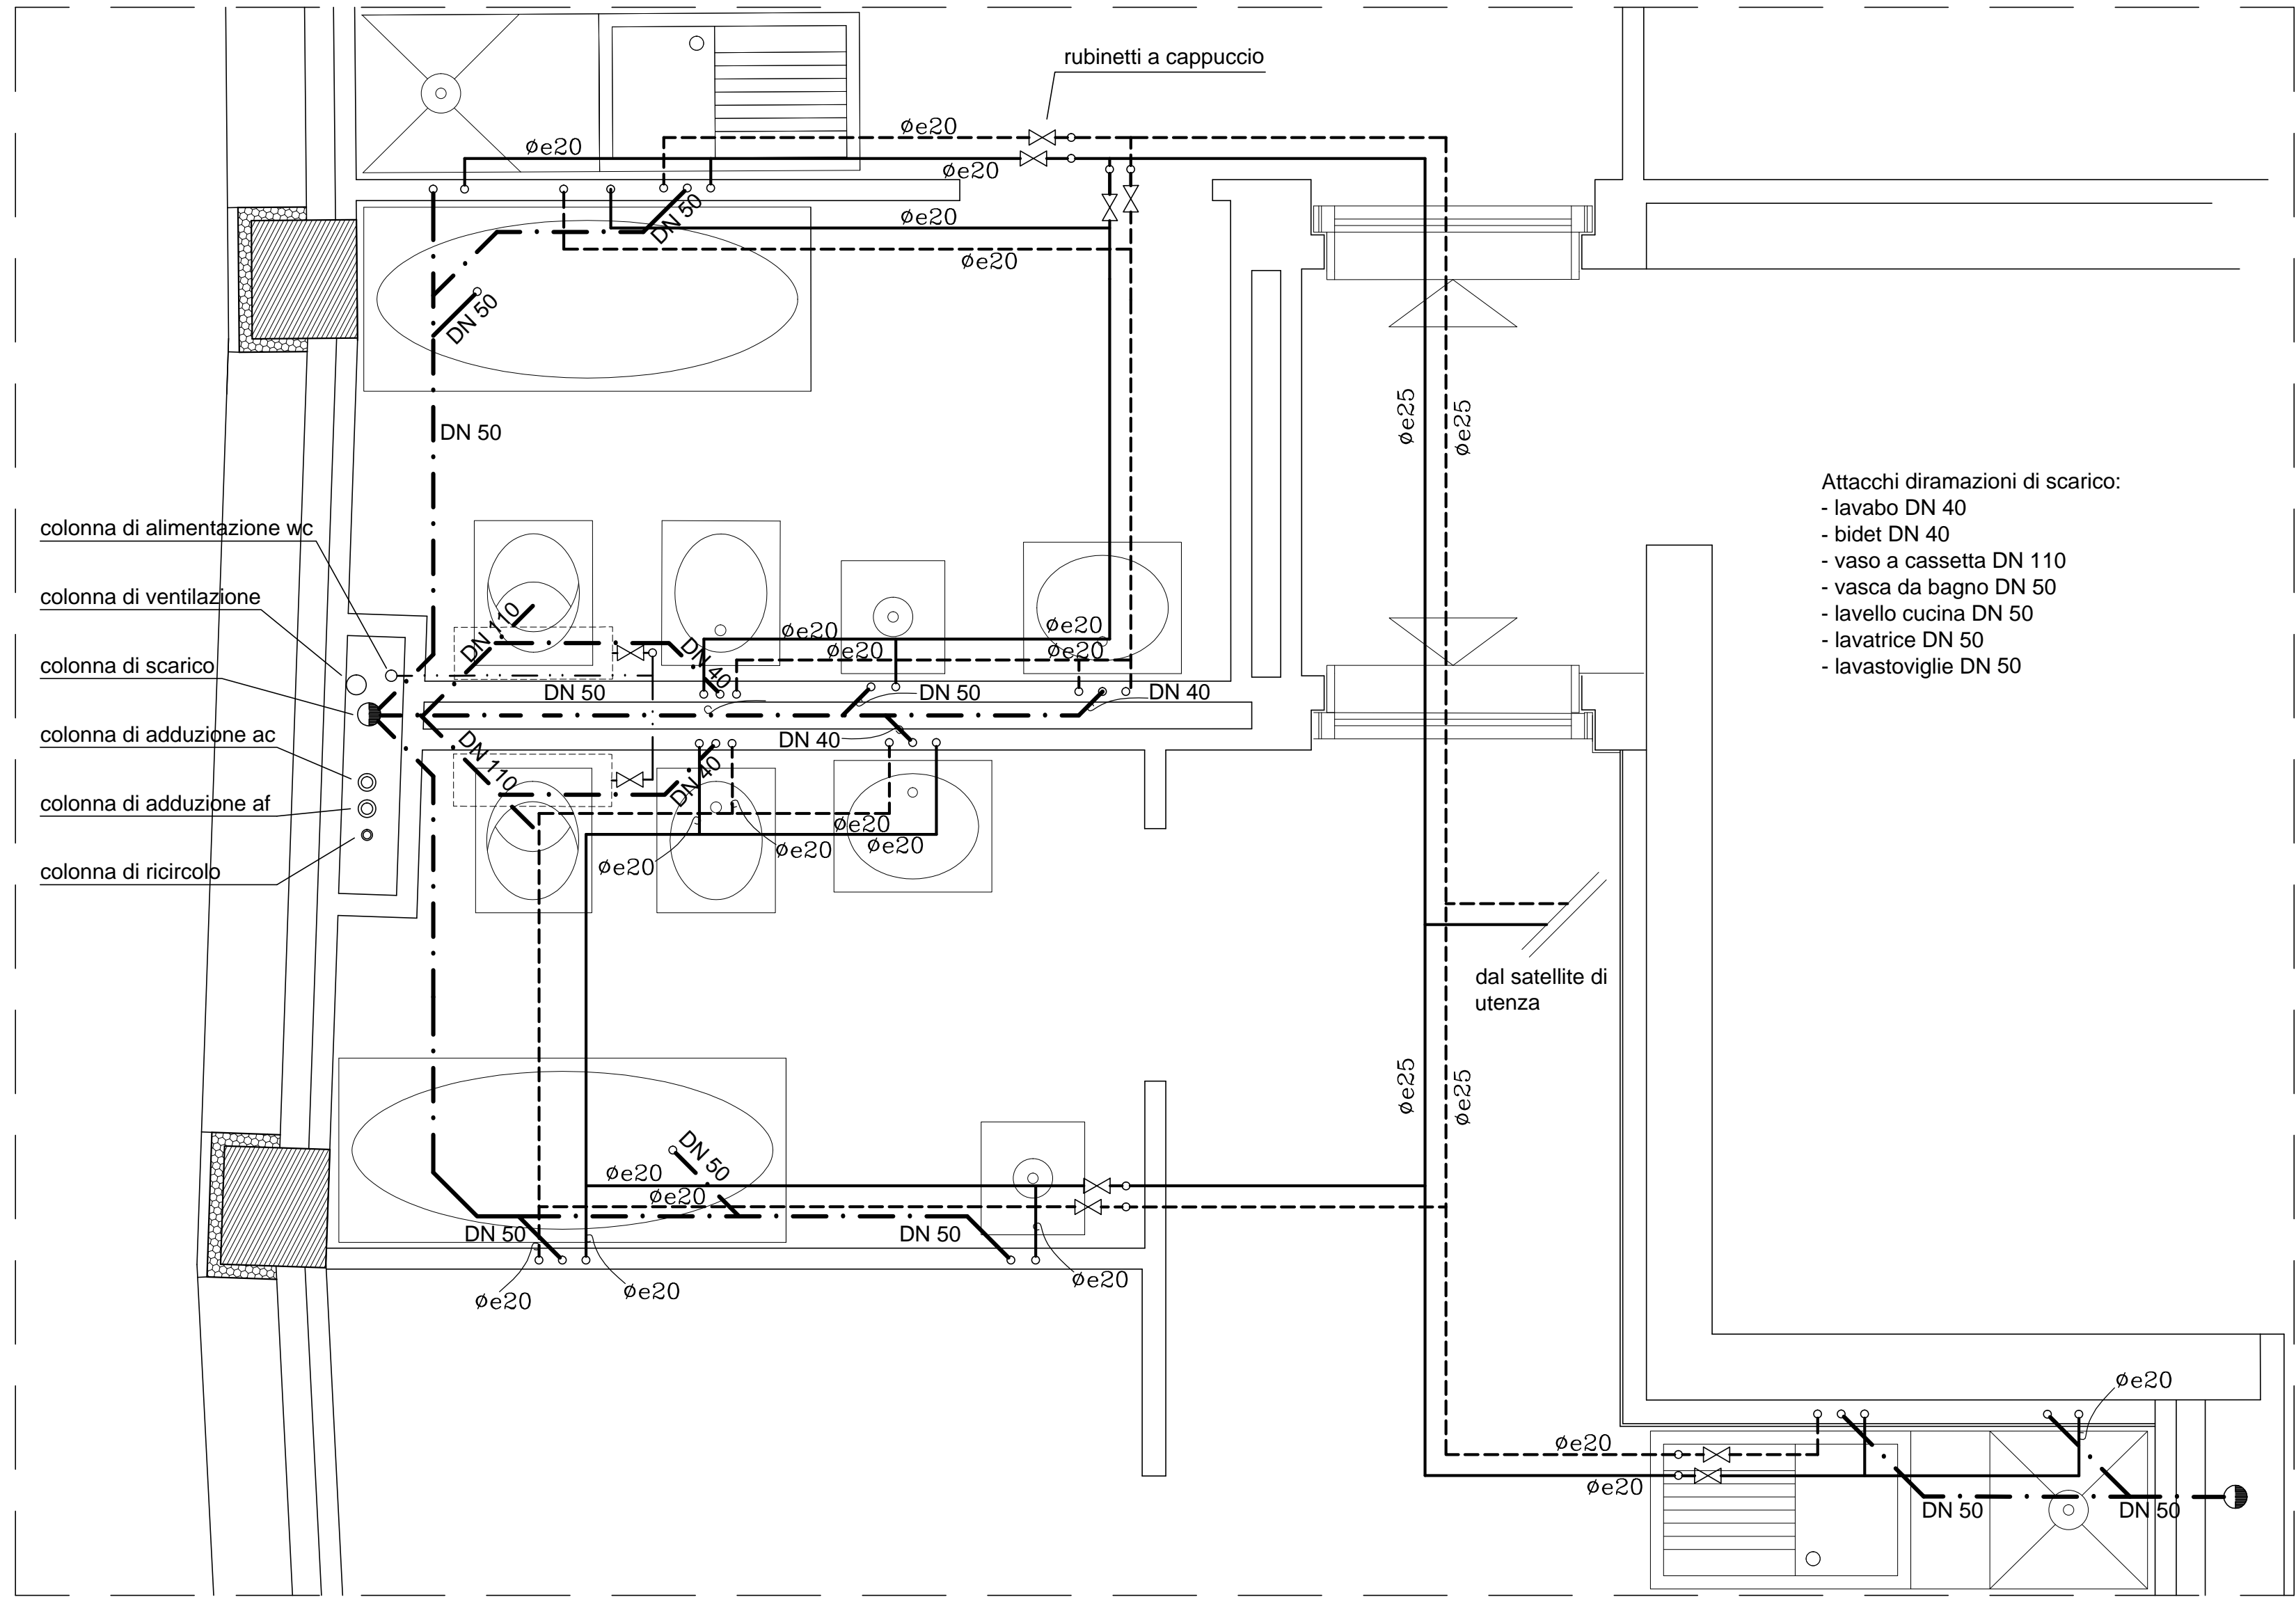 rubinetti a cappuccio
øe20
øe20
øe20
DN 50
øe20
øe20
DN 50
DN 50
øe25
øe25
Attacchi diramazioni di scarico:
- lavabo DN 40
- bidet DN 40
- vaso a cassetta DN 110
- vasca da bagno DN 50
- lavello cucina DN 50
- lavatrice DN 50
- lavastoviglie DN 50
colonna di alimentazione wc
colonna di ventilazione
colonna di scarico
colonna di adduzione ac
colonna di adduzione af
colonna di ricircolo
DN 110
øe20
øe20
øe20
øe20
DN 40
DN 50
DN 50
DN 40
DN 40
DN 110
DN 40
øe20
øe20
øe20
øe20
dal satellite di
utenza
øe25
øe25
DN 50
øe20
øe20
DN 50
DN 50
øe20
øe20
øe20
øe20
øe20
øe20
DN 50
DN 50